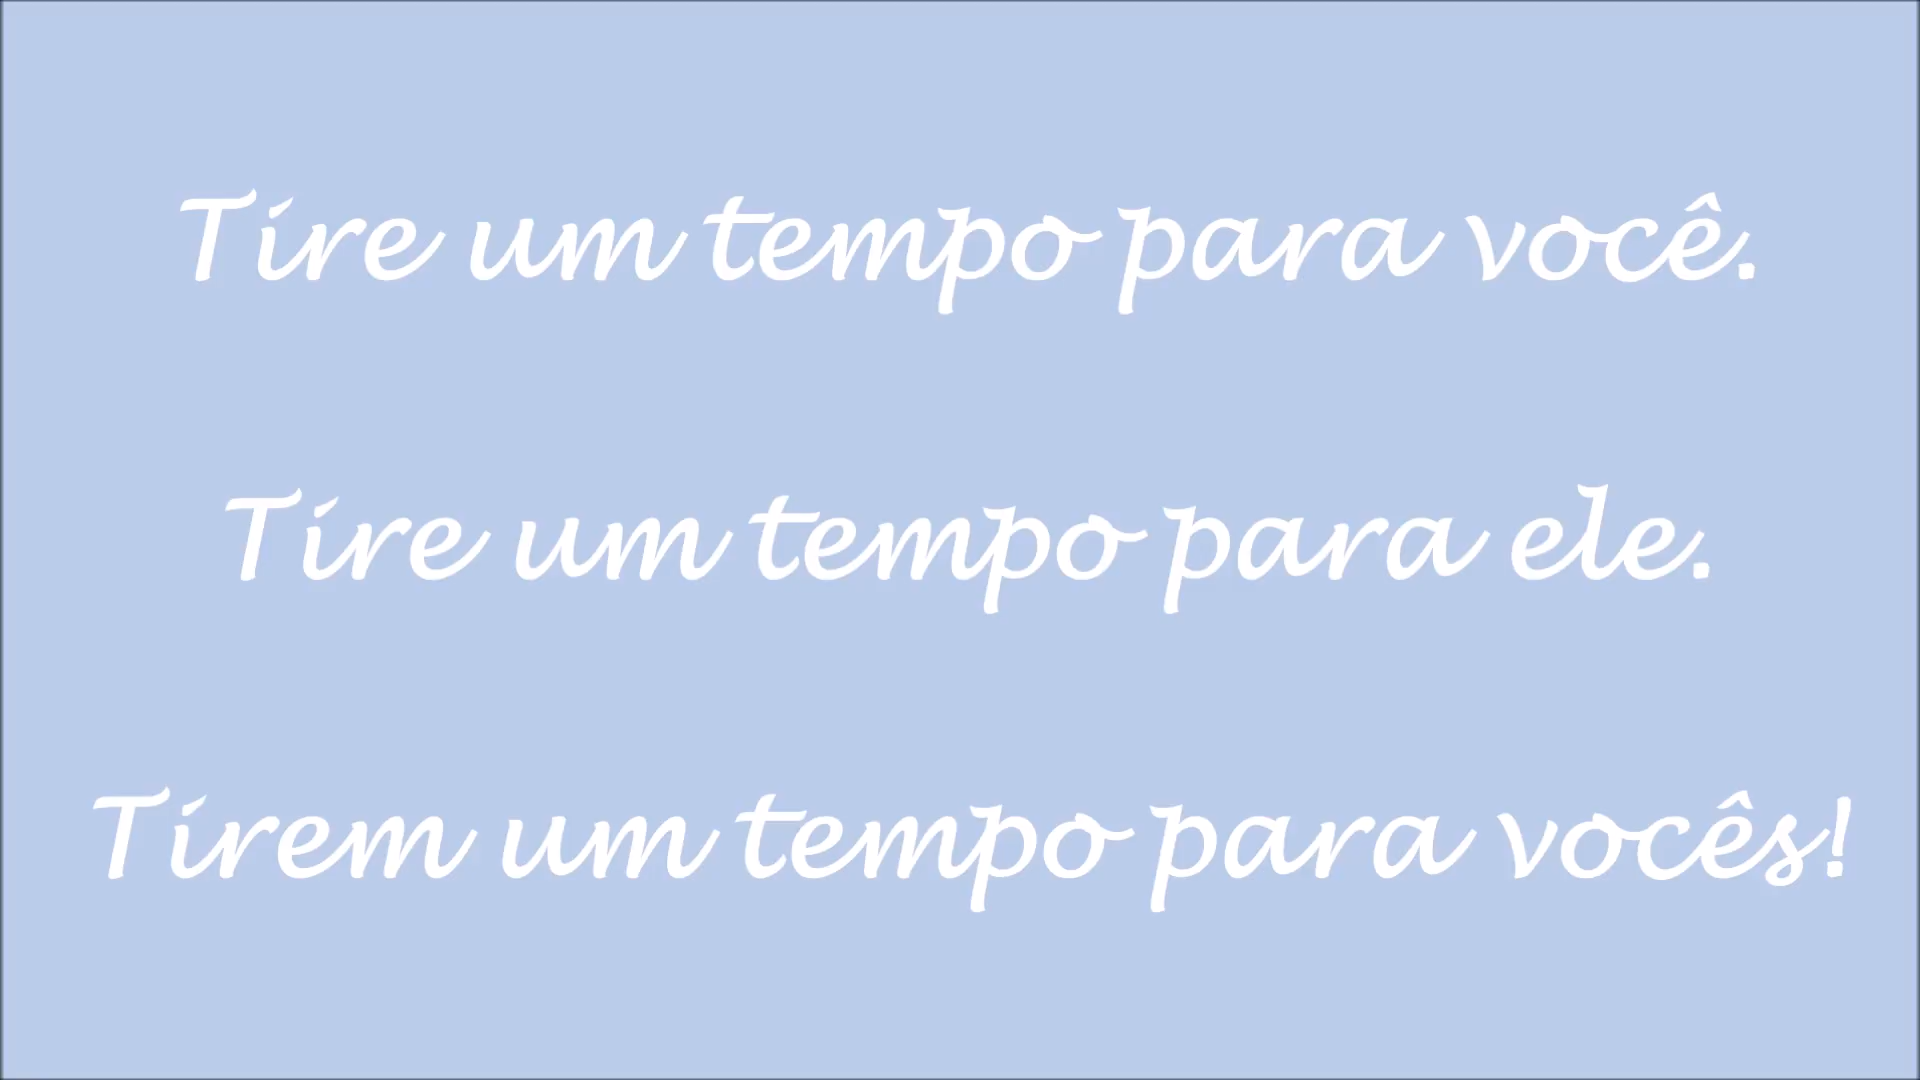 Tire um tempo para você.
Tire um tempo para ele.
Tirem um tempo para vocês!